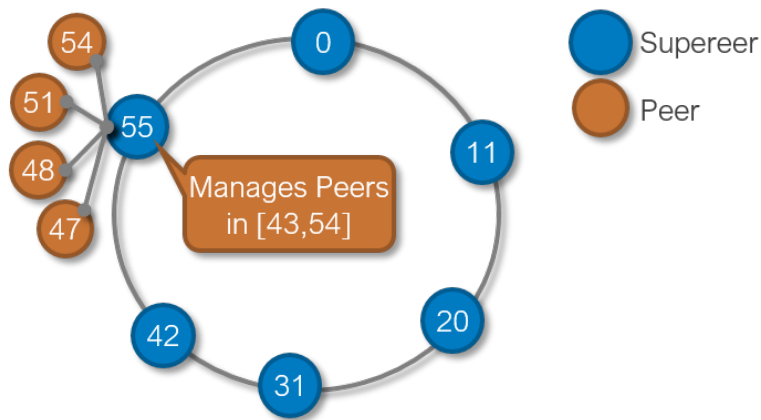 54
0
Supereer
51
Peer
55
11
48
Manages Peers
in [43,54]
47
20
42
31